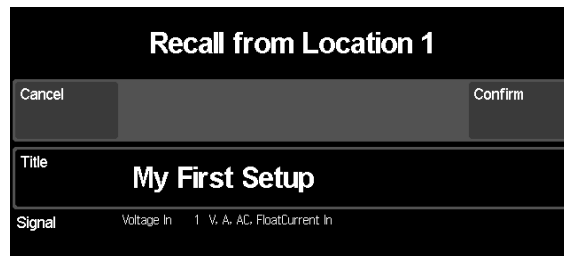 Recall from Location 1
Cancel Confirm
Title My First Setup
Signal Voltage In 1 V, A, AC, FloatCurrent In